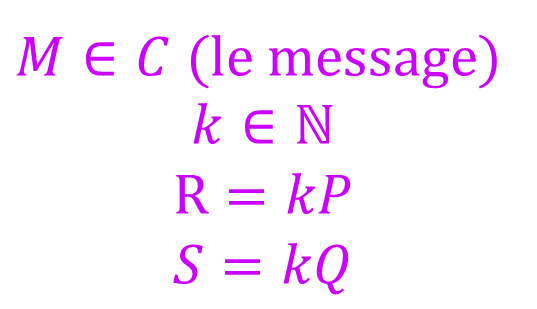 M ∈ C (le message)
k ∈ ℕ
R = kP
S = kQ